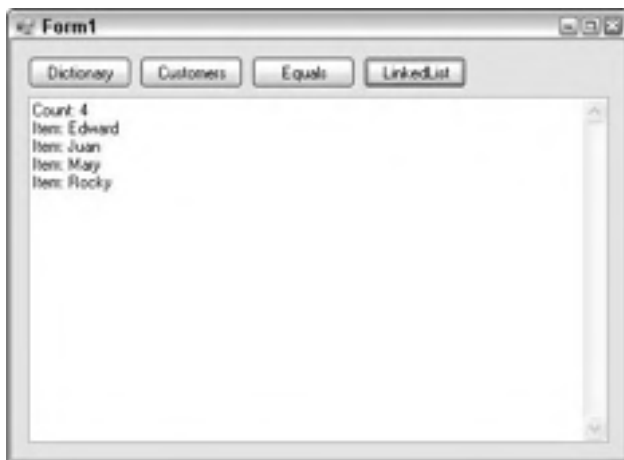 Form1
Dictionary Customers Equals LinkedList
Count: 4
Item: Edward
Item: Juan
Item: Mary
Item: Rocky